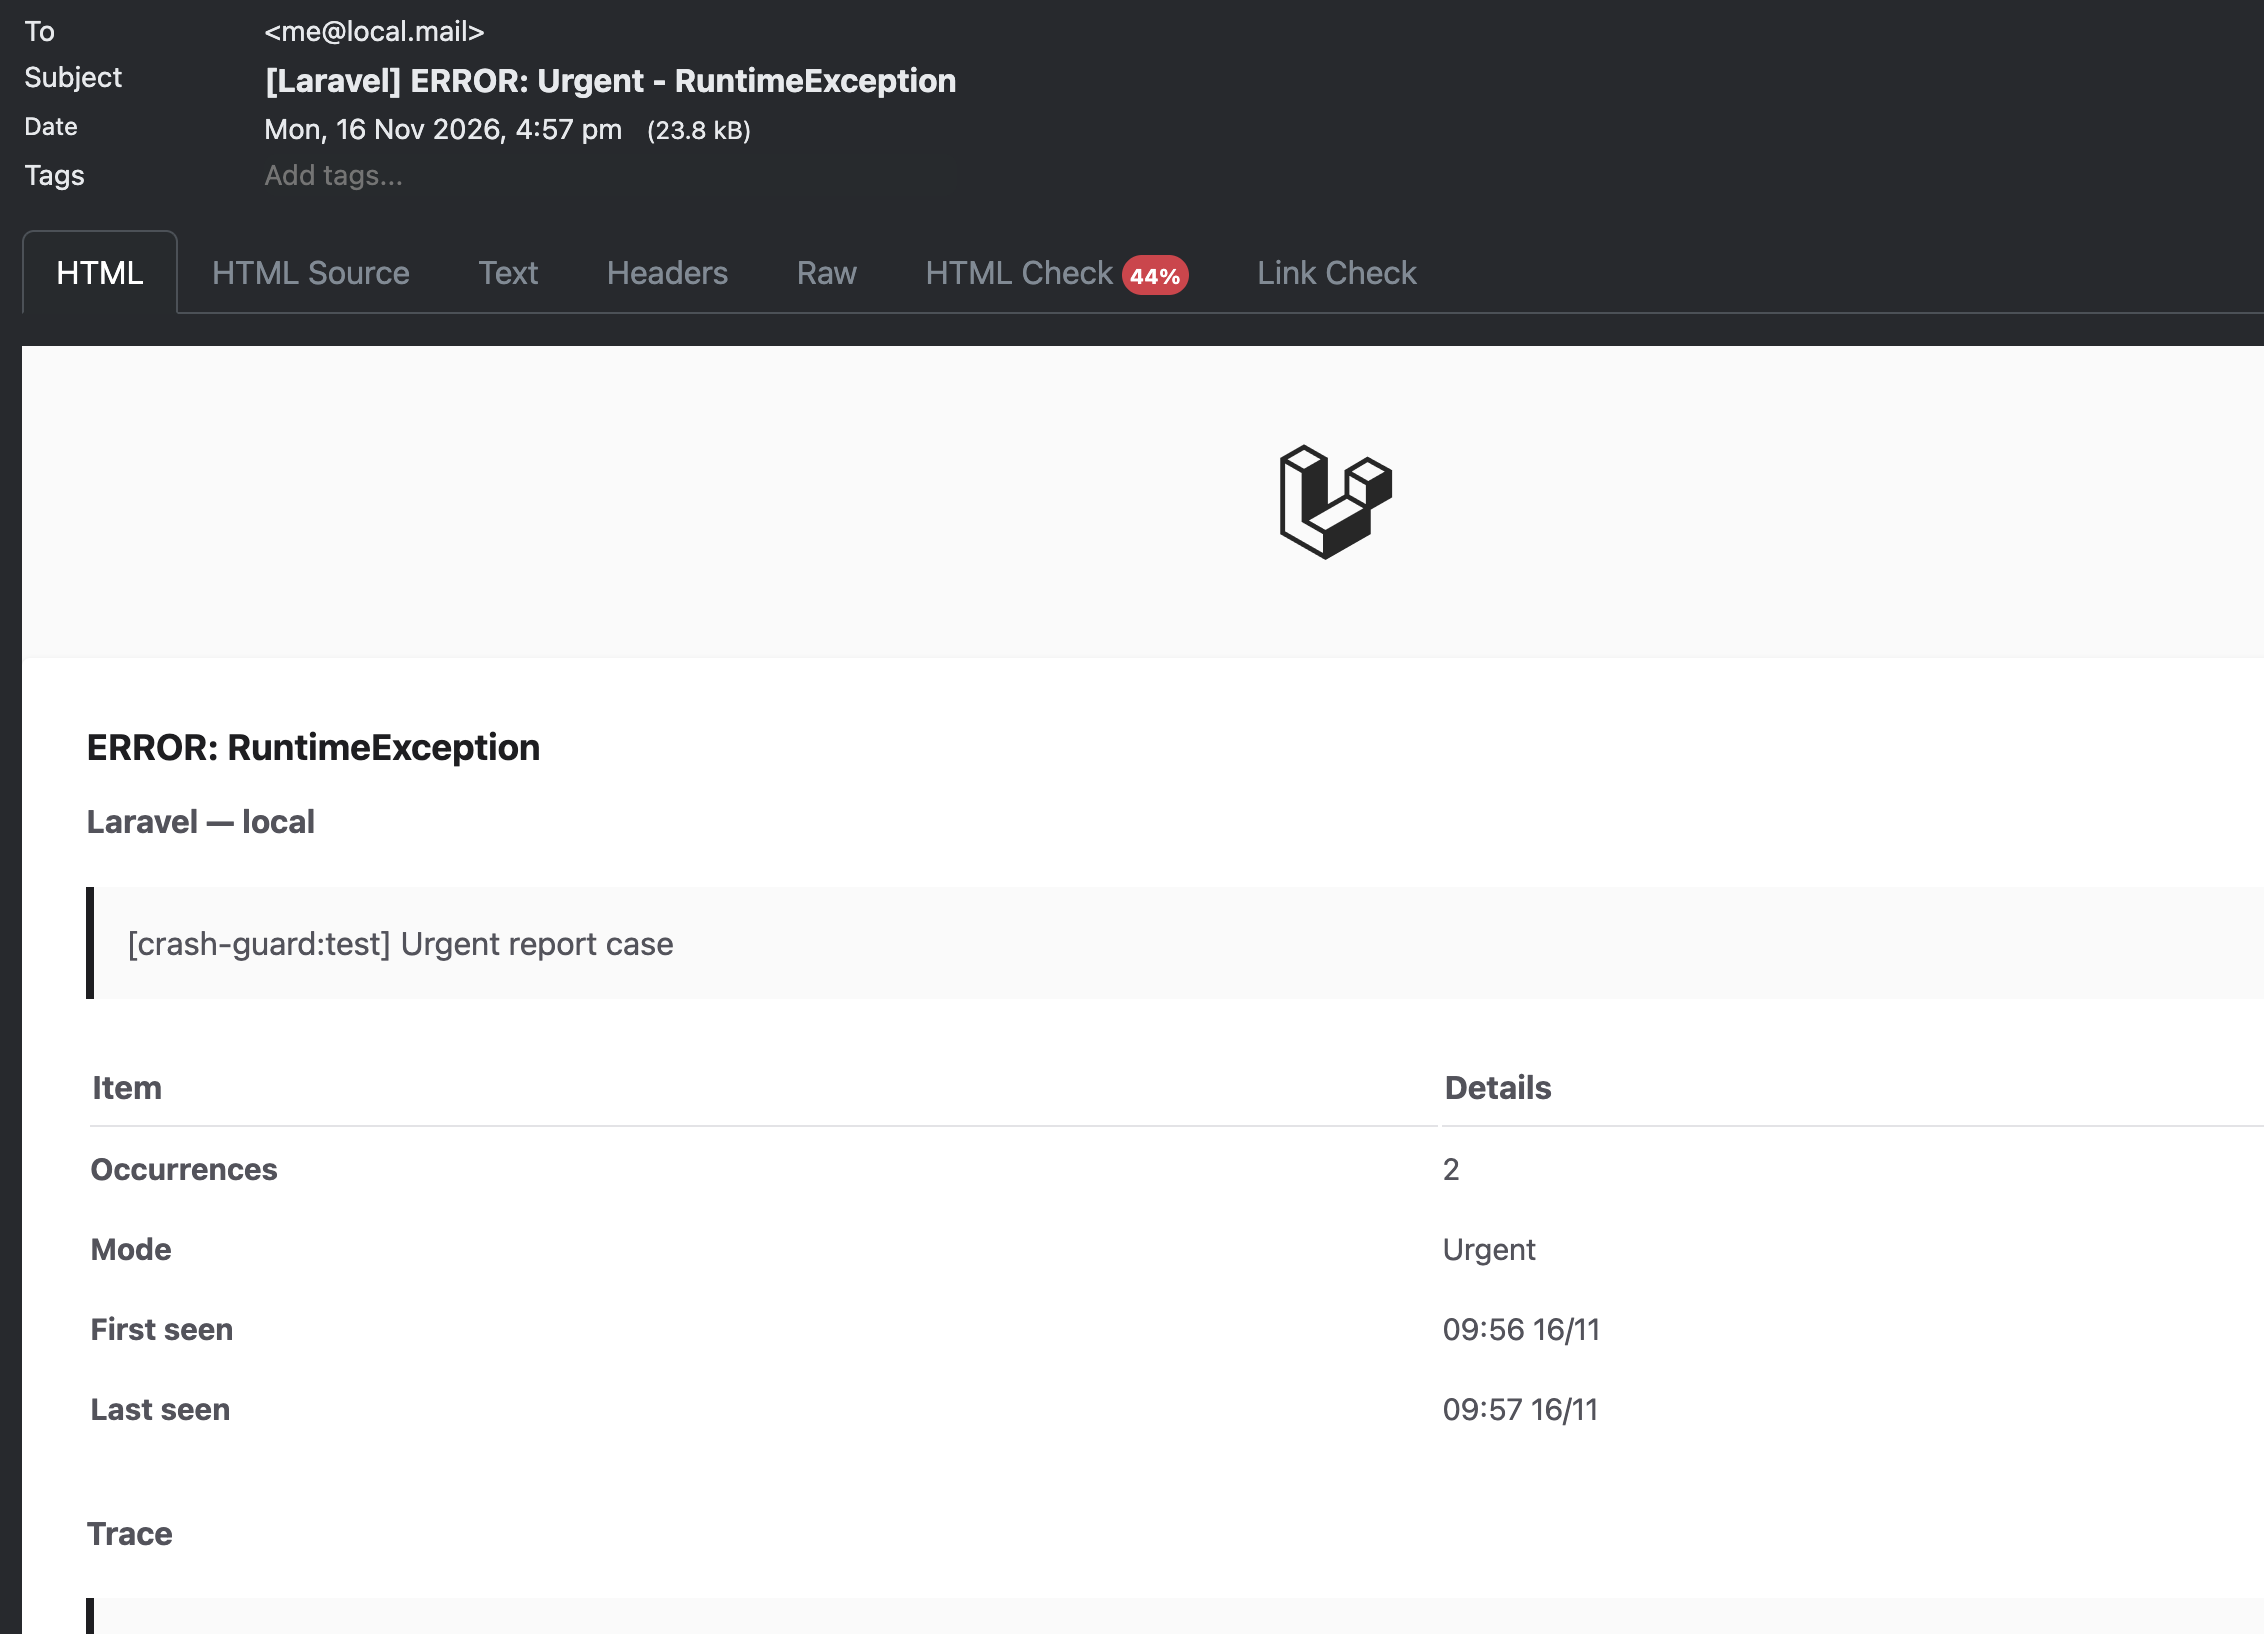 To <me@local.mail>
Subject [Laravel] ERROR: Urgent - RuntimeException
Date Mon, 16 Nov 2026, 4:57 pm (23.8 kB)
Tags Add tags...
HTML HTML Source Text Headers Raw HTML Check 44% Link Check
ERROR: RuntimeException
Laravel — local
[crash-guard:test] Urgent report case
Item Details
Occurrences 2
Mode Urgent
First seen 09:56 16/11
Last seen 09:57 16/11
Trace